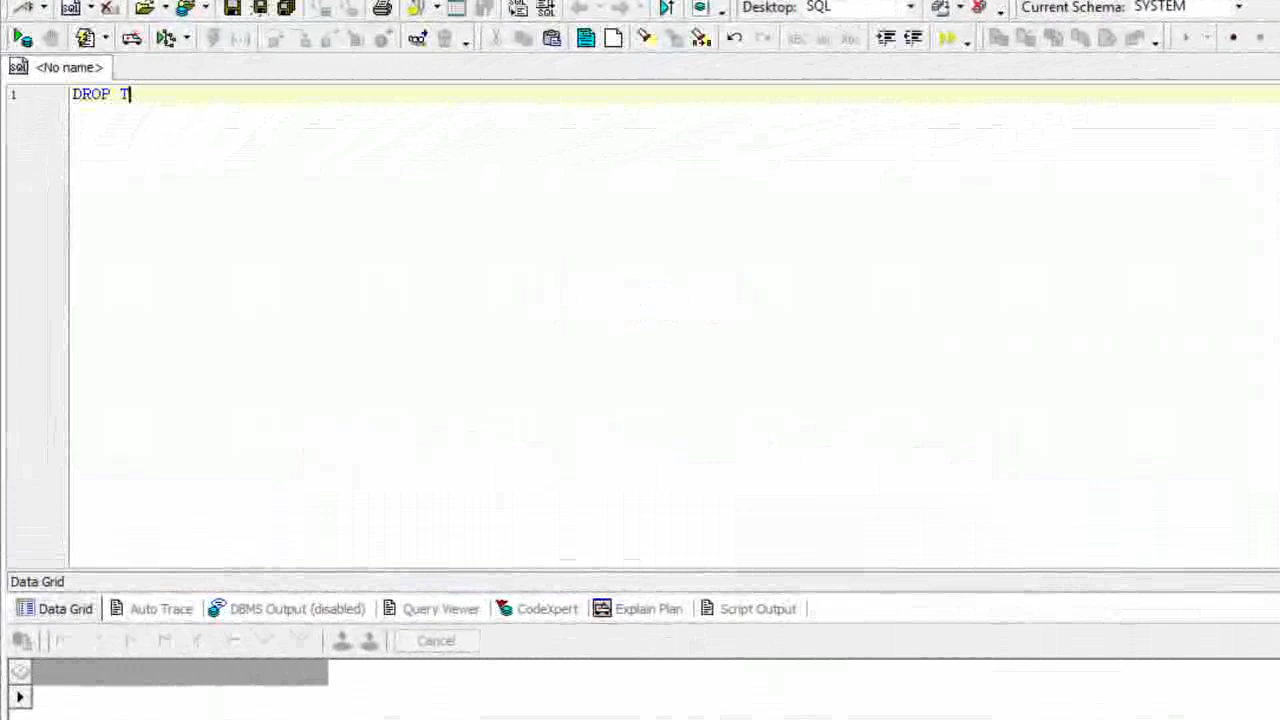 Desktop: SQL Current Schema: SYSTEM
<No name>
1 DROP T
Data Grid
Data Grid Auto Trace DBMS Output (disabled) Query Viewer CodeXpert Explain Plan Script Output
Cancel